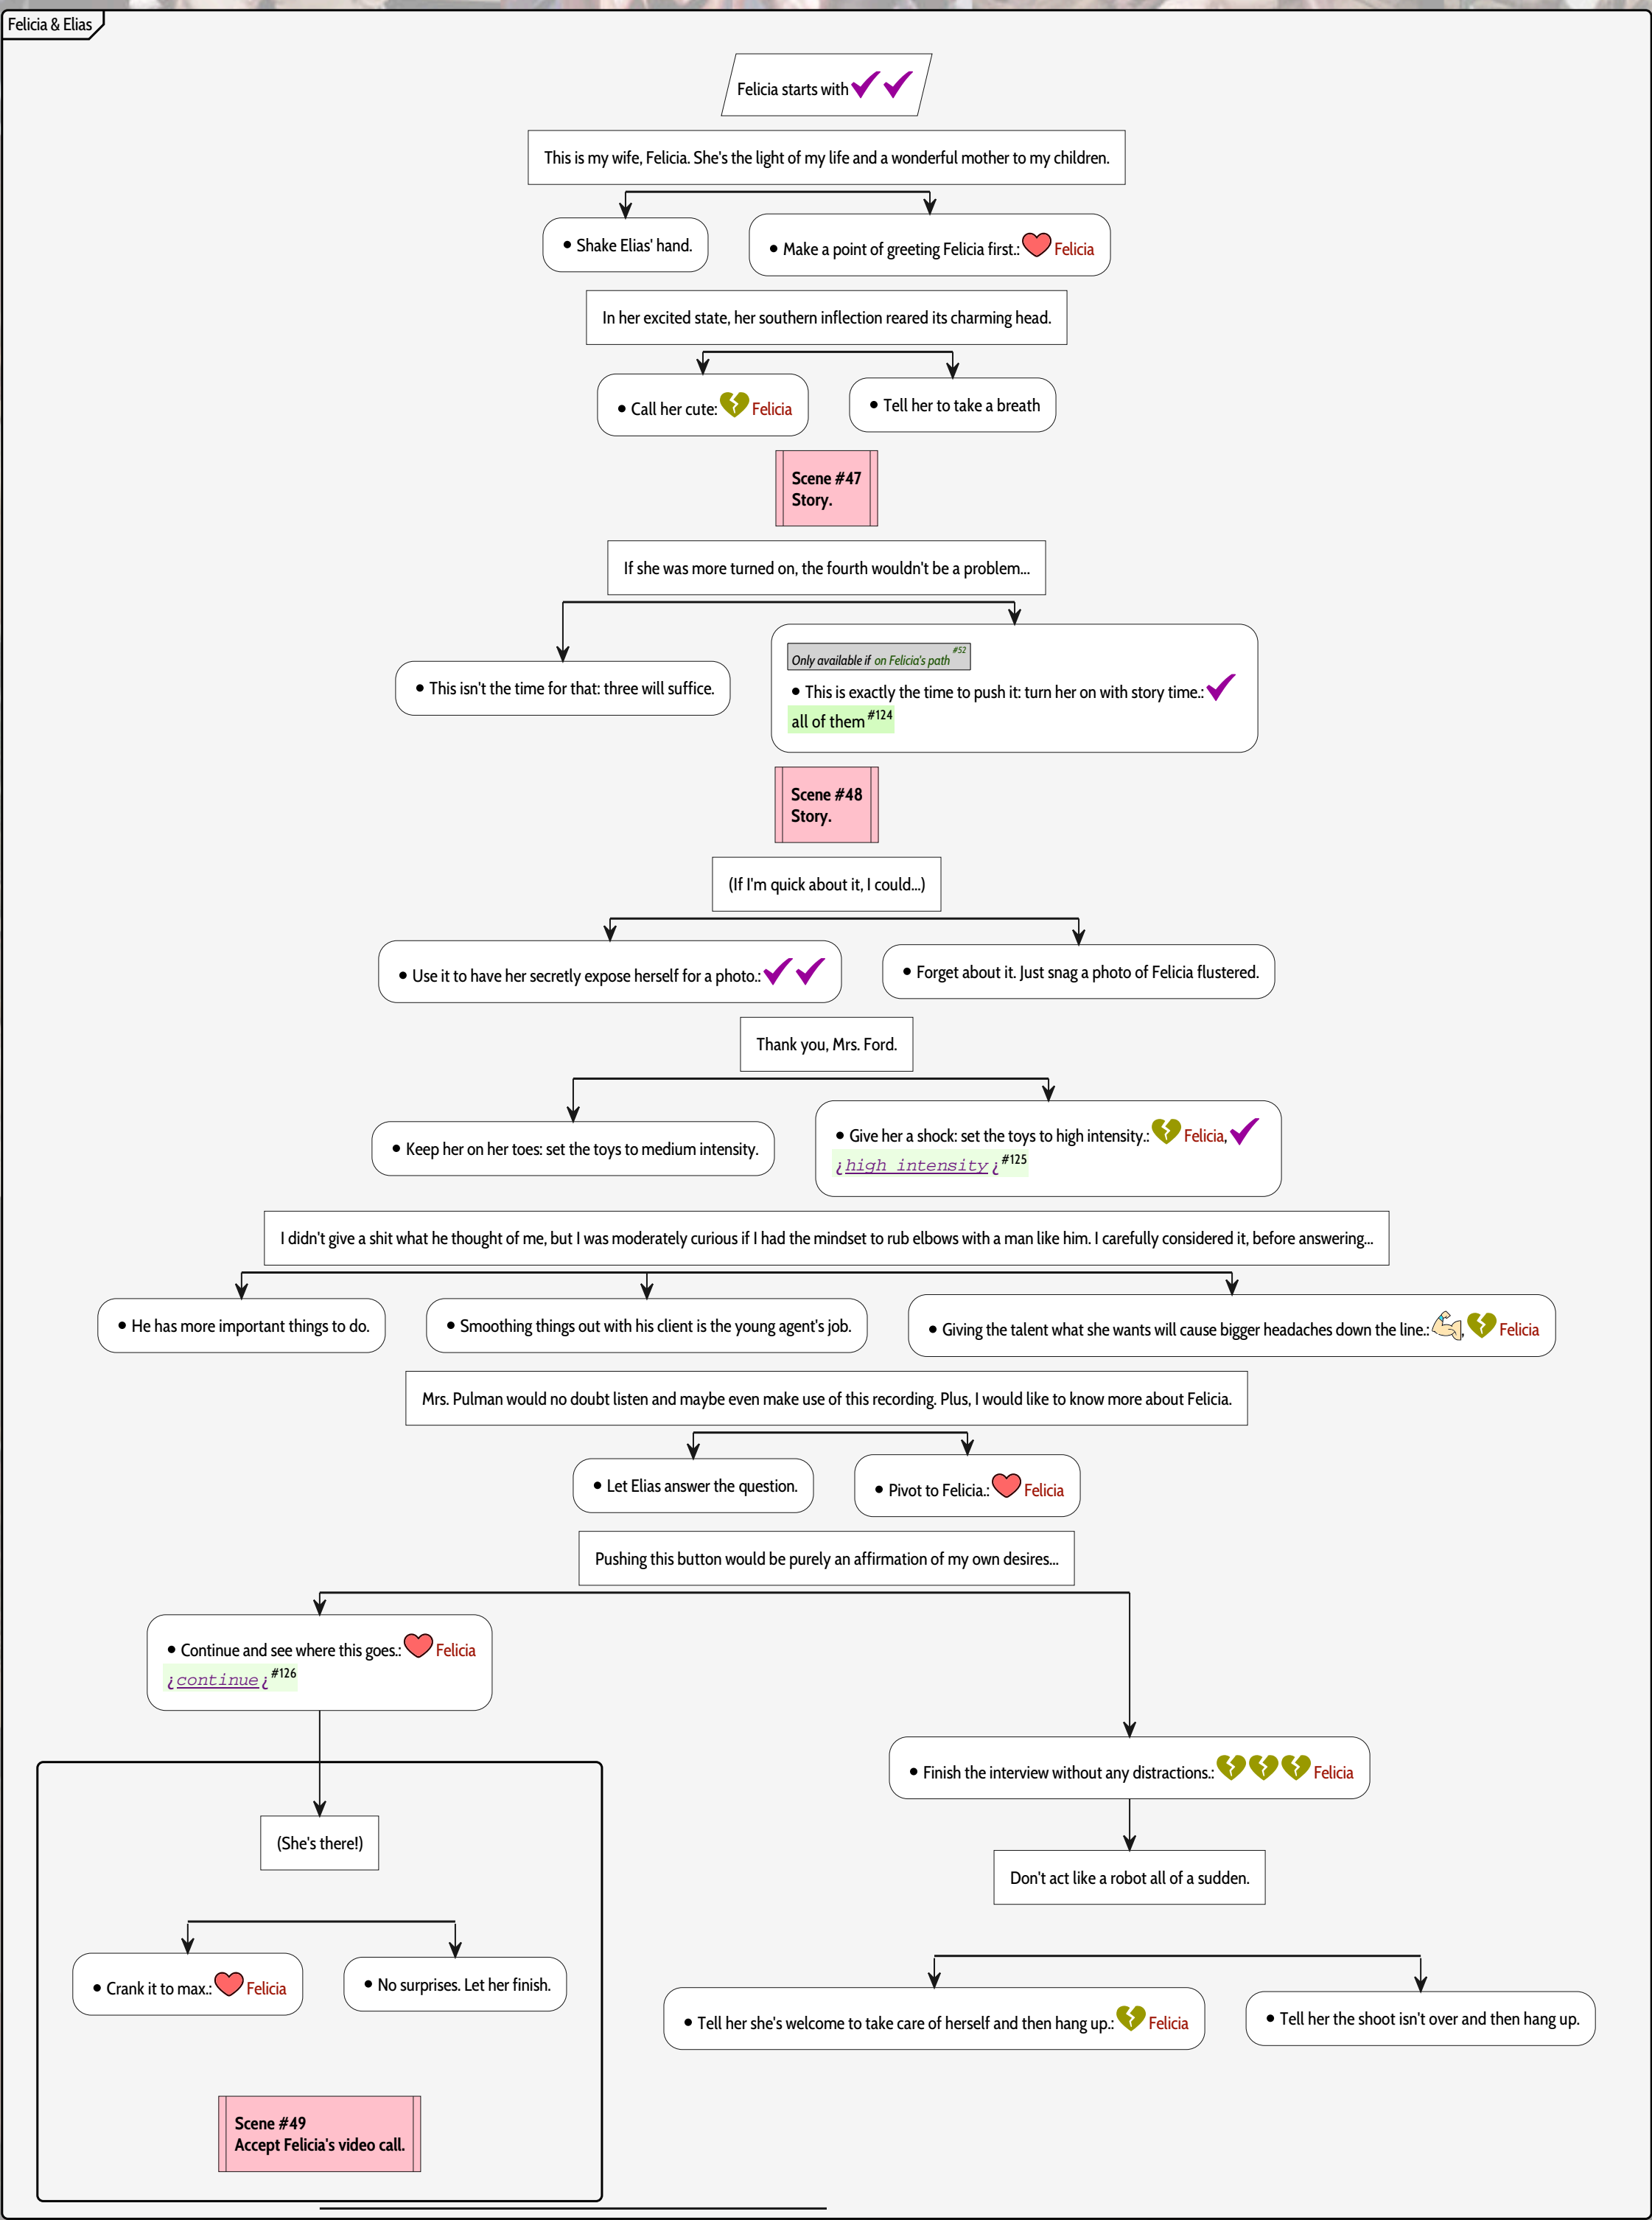 Felicia & Elias
Felicia starts with
This is my wife, Felicia. She's the light of my life and a wonderful mother to my children.
• Shake Elias' hand.
• Make a point of greeting Felicia first.: Felicia
In her excited state, her southern inflection reared its charming head.
• Call her cute: Felicia
• Tell her to take a breath
Scene #47
Story.
If she was more turned on, the fourth wouldn't be a problem...
• This isn't the time for that: three will suffice.
Only available if on Felicia's path #52
• This is exactly the time to push it: turn her on with story time.:
all of them #124
Scene #48
Story.
(If I'm quick about it, I could...)
• Use it to have her secretly expose herself for a photo.:
• Forget about it. Just snag a photo of Felicia flustered.
Thank you, Mrs. Ford.
• Keep her on her toes: set the toys to medium intensity.
• Give her a shock: set the toys to high intensity.: Felicia,
¿high intensity¿ #125
I didn't give a shit what he thought of me, but I was moderately curious if I had the mindset to rub elbows with a man like him. I carefully considered it, before answering...
• He has more important things to do.
• Smoothing things out with his client is the young agent's job.
• Giving the talent what she wants will cause bigger headaches down the line.: , Felicia
Mrs. Pulman would no doubt listen and maybe even make use of this recording. Plus, I would like to know more about Felicia.
• Let Elias answer the question.
• Pivot to Felicia.: Felicia
Pushing this button would be purely an affirmation of my own desires...
• Continue and see where this goes.: Felicia
¿continue¿ #126
• Finish the interview without any distractions.: Felicia
(She's there!)
Don't act like a robot all of a sudden.
• Crank it to max.: Felicia
• No surprises. Let her finish.
• Tell her she's welcome to take care of herself and then hang up.: Felicia
• Tell her the shoot isn't over and then hang up.
Scene #49
Accept Felicia's video call.